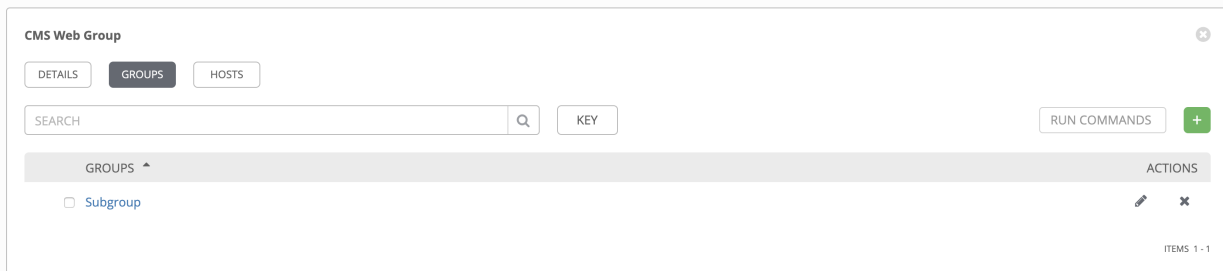 CMS Web Group
DETAILS GROUPS HOSTS
SEARCH KEY RUN COMMANDS +
GROUPS ACTIONS
Subgroup
ITEMS 1 - 1